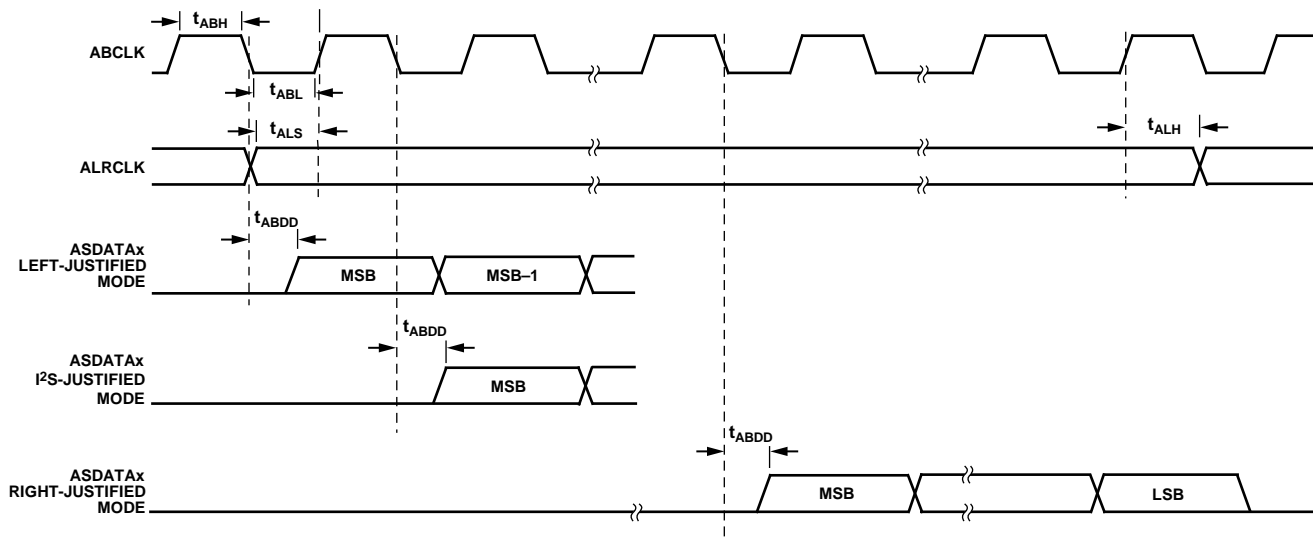 tABH
ABCLK
tABL
tALS
tALH
ALRCLK
tABDD
ASDATAx
LEFT-JUSTIFIED
MODE
MSB
MSB–1
tABDD
ASDATAx
I²S-JUSTIFIED
MODE
MSB
tABDD
ASDATAx
RIGHT-JUSTIFIED
MODE
MSB
LSB